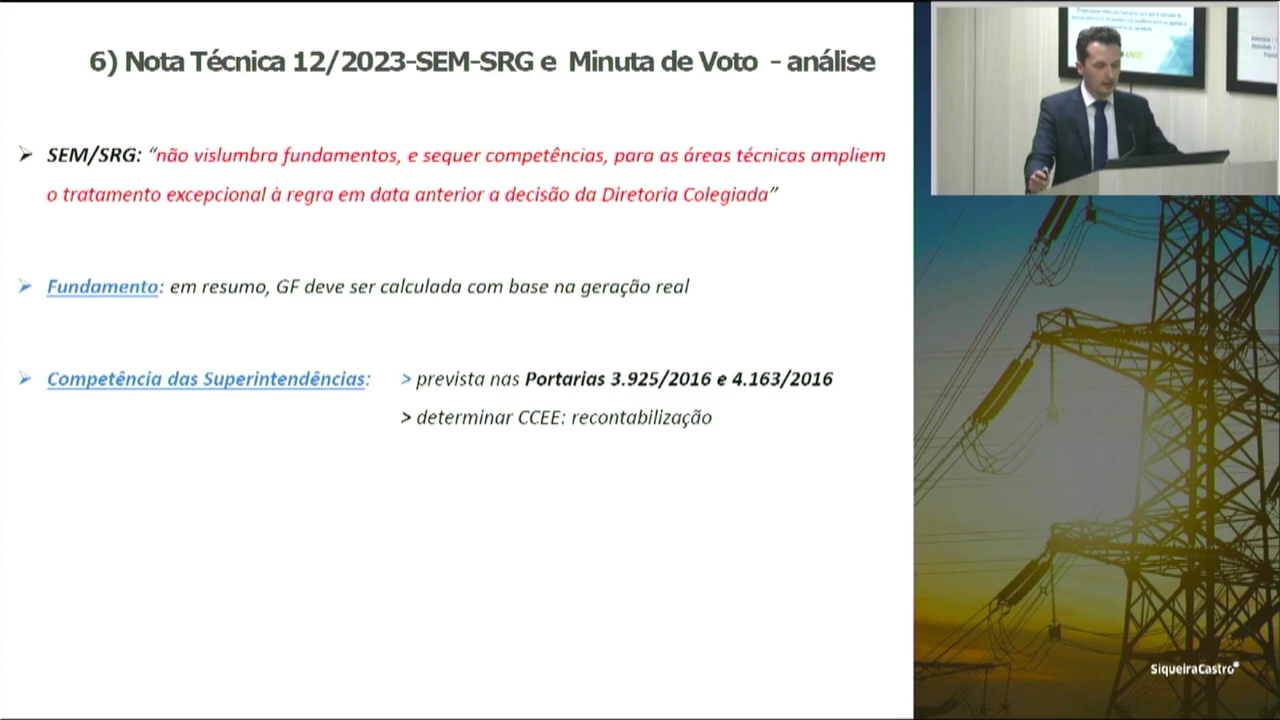 6) Nota Técnica 12/2023-SEM-SRG e Minuta de Voto - análise
➢ SEM/SRG: “não vislumbra fundamentos, e sequer competências, para as áreas técnicas ampliem
o tratamento excepcional à regra em data anterior a decisão da Diretoria Colegiada”
➢ Fundamento: em resumo, GF deve ser calculada com base na geração real
➢ Competência das Superintendências: > prevista nas Portarias 3.925/2016 e 4.163/2016
> determinar CCEE: recontabilização
SiqueiraCastro*